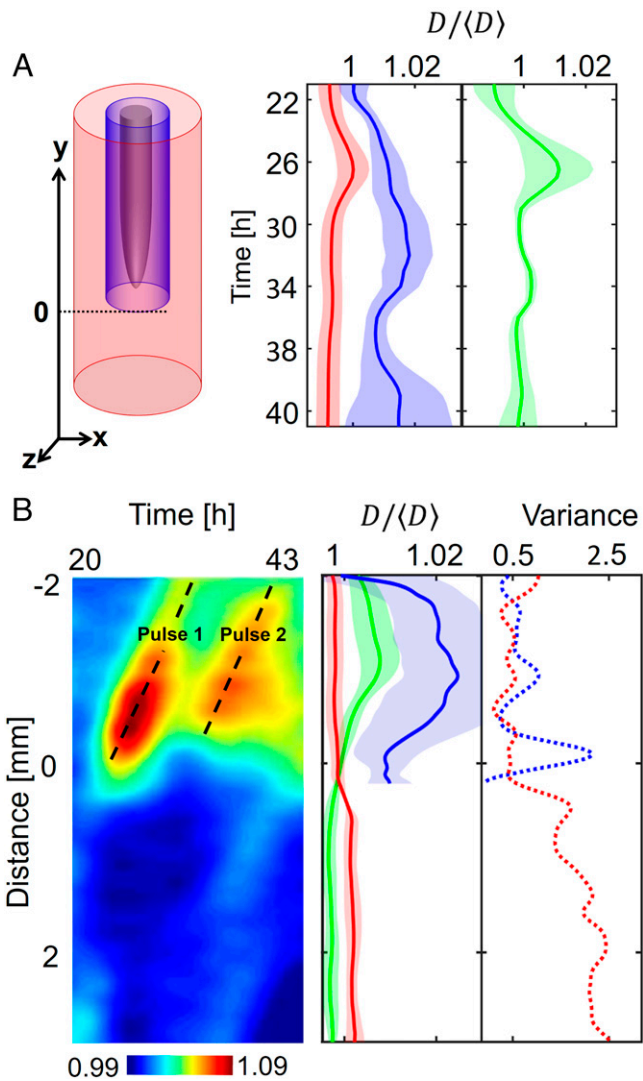 A
D/⟨D⟩
1 1.02 1 1.02
y
0
z x
Time [h]
22
26
30
34
38
40
B
Time [h] D/⟨D⟩ Variance
20 43 1 1.02 0.5 2.5
-2
Pulse 1 Pulse 2
0
Distance [mm]
2
0.99 1.09